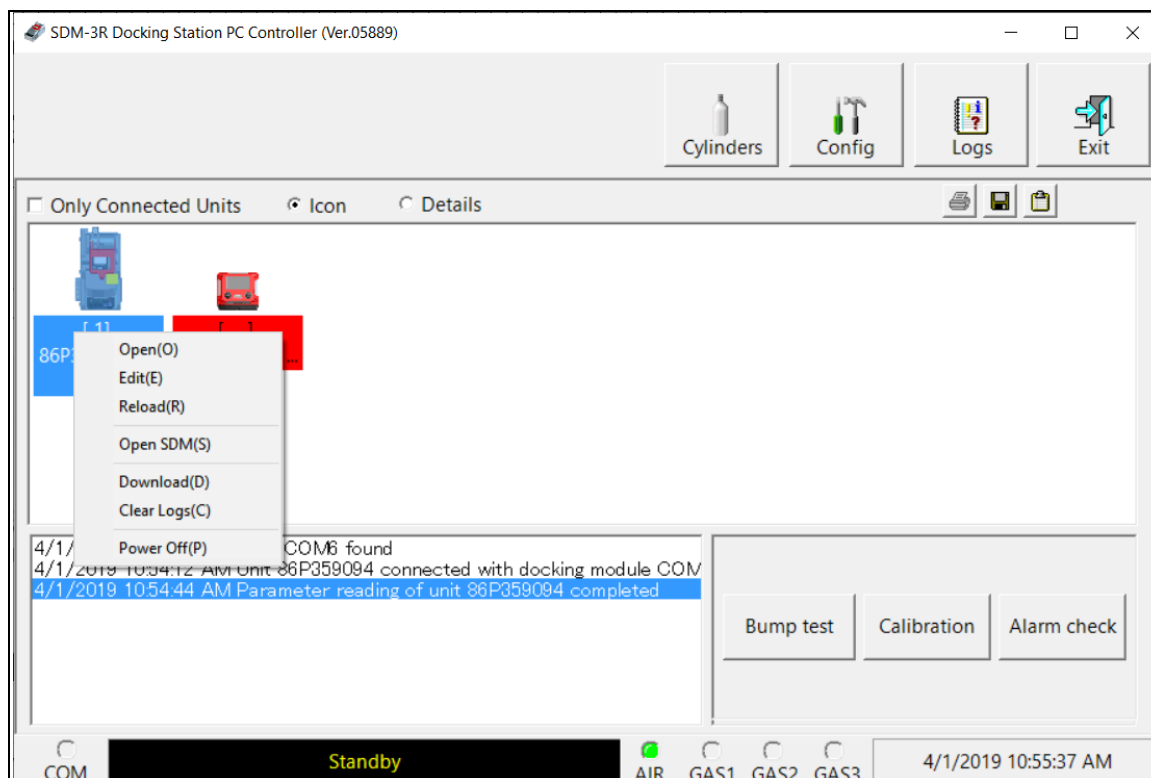 SDM-3R Docking Station PC Controller (Ver.05889)
Cylinders Config Logs Exit
Only Connected Units Icon Details
[ 1] [
86P3 ...
Open(O)
Edit(E)
Reload(R)
Open SDM(S)
Download(D)
Clear Logs(C)
Power Off(P)
4/1/ COM6 found
4/1/2019 10:54:12 AM Unit 86P359094 connected with docking module COM
4/1/2019 10:54:44 AM Parameter reading of unit 86P359094 completed
Bump test Calibration Alarm check
COM Standby AIR GAS1 GAS2 GAS3 4/1/2019 10:55:37 AM